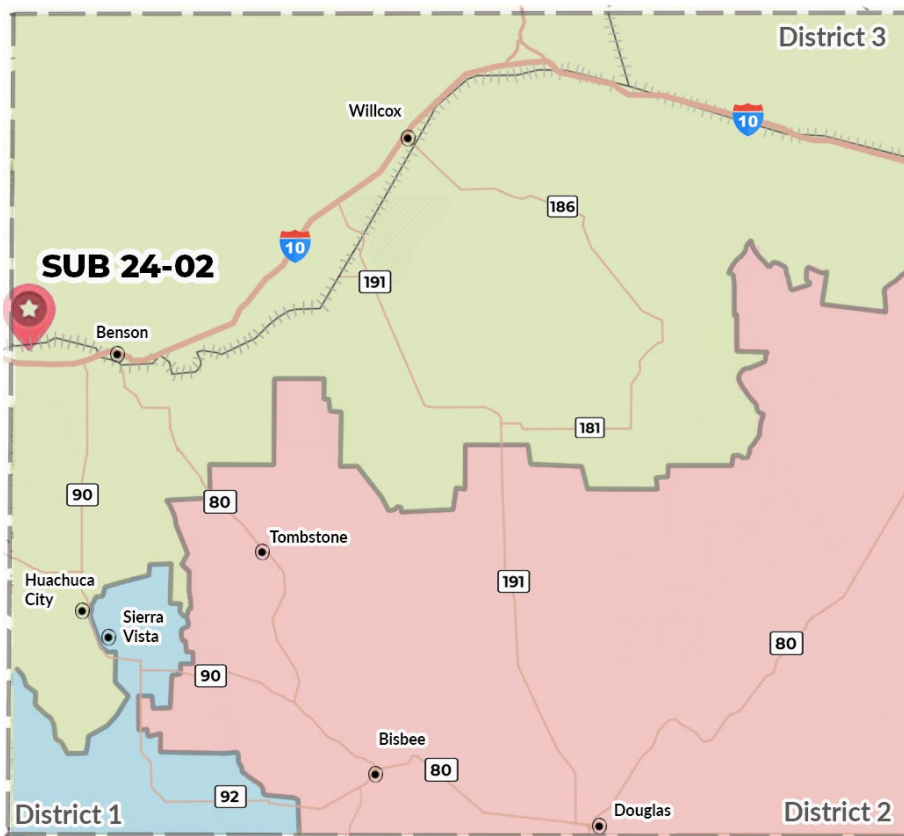 District 3
Willcox
10
186
10
SUB 24-02
191
Benson
181
90
80
Tombstone
191
Huachuca
City
Sierra
Vista
80
90
Bisbee
80
92
District 1
Douglas
District 2